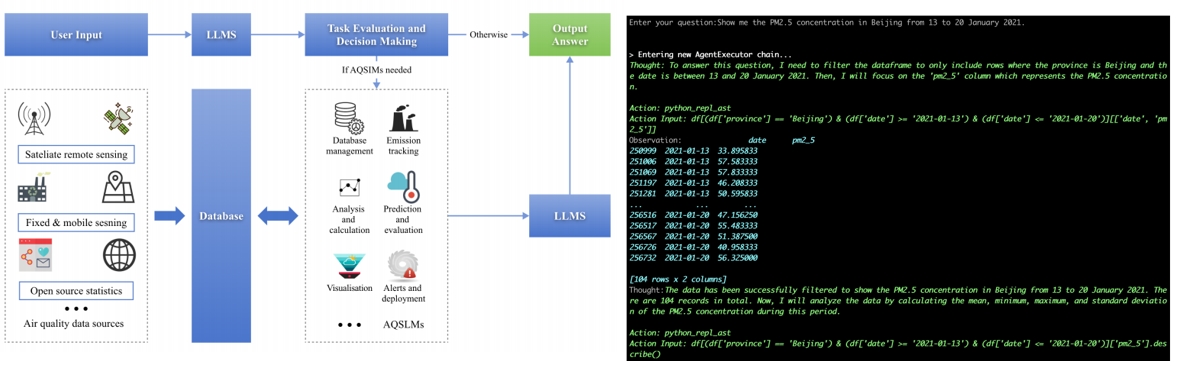 User Input
LLMS
Task Evaluation and
Decision Making
Otherwise
Output
Answer
If AQSIMs needed
Sateliate remote sensing
Fixed & mobile sesning
Open source statistics
Air quality data sources
Database
Database
management
Emission
tracking
Analysis
and
calculation
Prediction
and
evaluation
Visualisation
Alerts and
deployment
AQSLMs
LLMS
Enter your question:Show me the PM2.5 concentration in Beijing from 13 to 20 January 2021.
> Entering new AgentExecutor chain...
Thought: To answer this question, I need to filter the dataframe to only include rows where the province is Beijing and th
e date is between 13 and 20 January 2021. Then, I will focus on the 'pm2_5' column which represents the PM2.5 concentratio
n.
Action: python_repl_ast
Action Input: df[(df['province'] == 'Beijing') & (df['date'] >= '2021-01-13') & (df['date'] <= '2021-01-20')][['date', 'pm
2_5']]
Observation: date pm2_5
250999 2021-01-13 33.895833
251006 2021-01-13 57.583333
251069 2021-01-13 57.833333
251197 2021-01-13 46.208333
251281 2021-01-13 50.595833
... ... ...
256516 2021-01-20 47.156250
256517 2021-01-20 55.483333
256567 2021-01-20 51.387500
256726 2021-01-20 40.958333
256732 2021-01-20 56.325000
[104 rows x 2 columns]
Thought:The data has been successfully filtered to show the PM2.5 concentration in Beijing from 13 to 20 January 2021. The
re are 104 records in total. Now, I will analyze the data by calculating the mean, minimum, maximum, and standard deviatio
n of the PM2.5 concentration during this period.
Action: python_repl_ast
Action Input: df[(df['province'] == 'Beijing') & (df['date'] >= '2021-01-13') & (df['date'] <= '2021-01-20')]['pm2_5'].des
cribe()